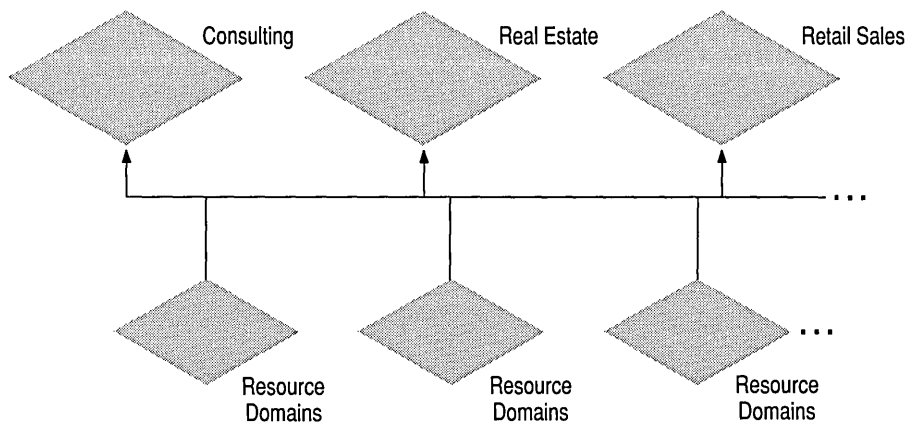 Consulting
Real Estate
Retail Sales
...
...
Resource
Domains
Resource
Domains
Resource
Domains